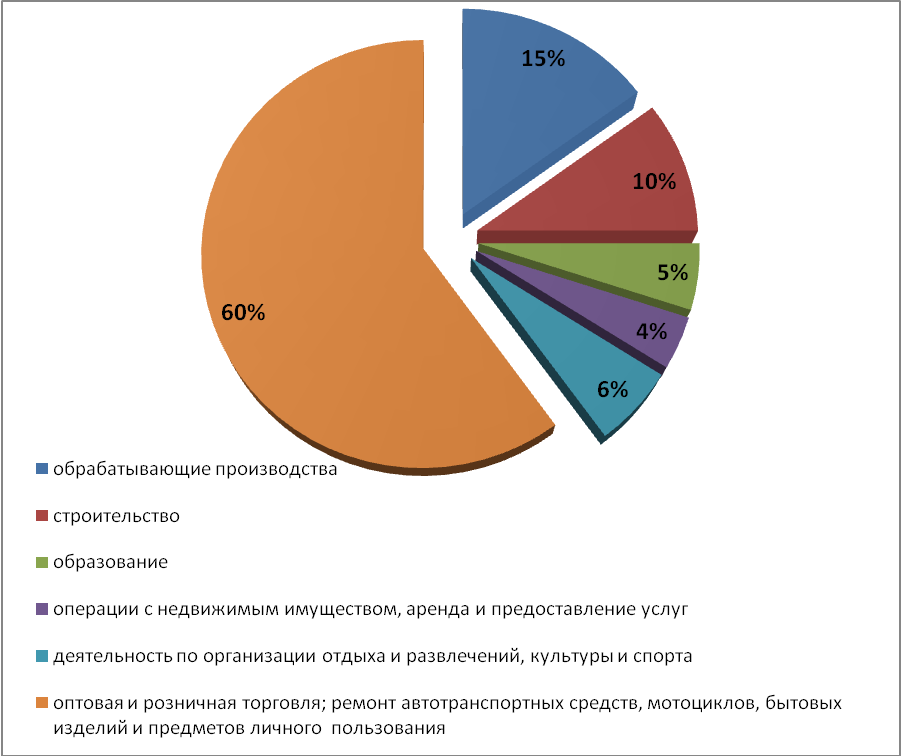 15%
10%
5%
4%
6%
60%
обрабатывающие производства
строительство
образование
операции с недвижимым имуществом, аренда и предоставление услуг
деятельность по организации отдыха и развлечений, культуры и спорта
оптовая и розничная торговля; ремонт автотранспортных средств, мотоциклов, бытовых
изделий и предметов личного пользования